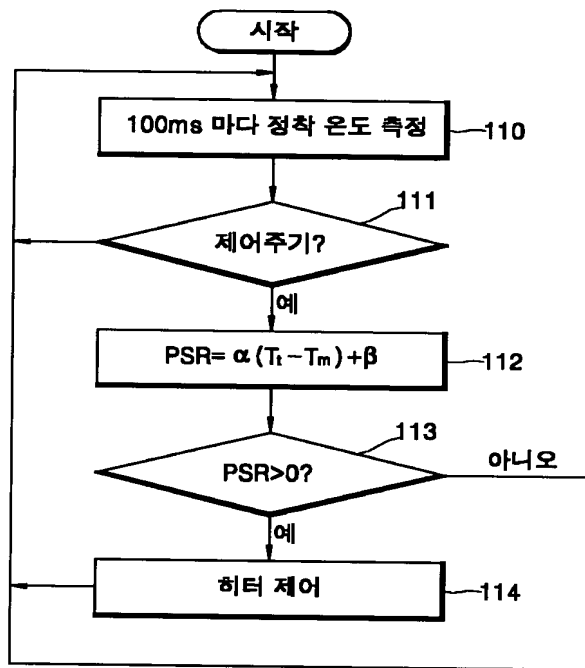 시작
100ms 마다 정착 온도 측정
110
111
제어주기?
예
PSR= α(Tt−Tm)+β
112
113
PSR>0?
아니오
예
히터 제어
114